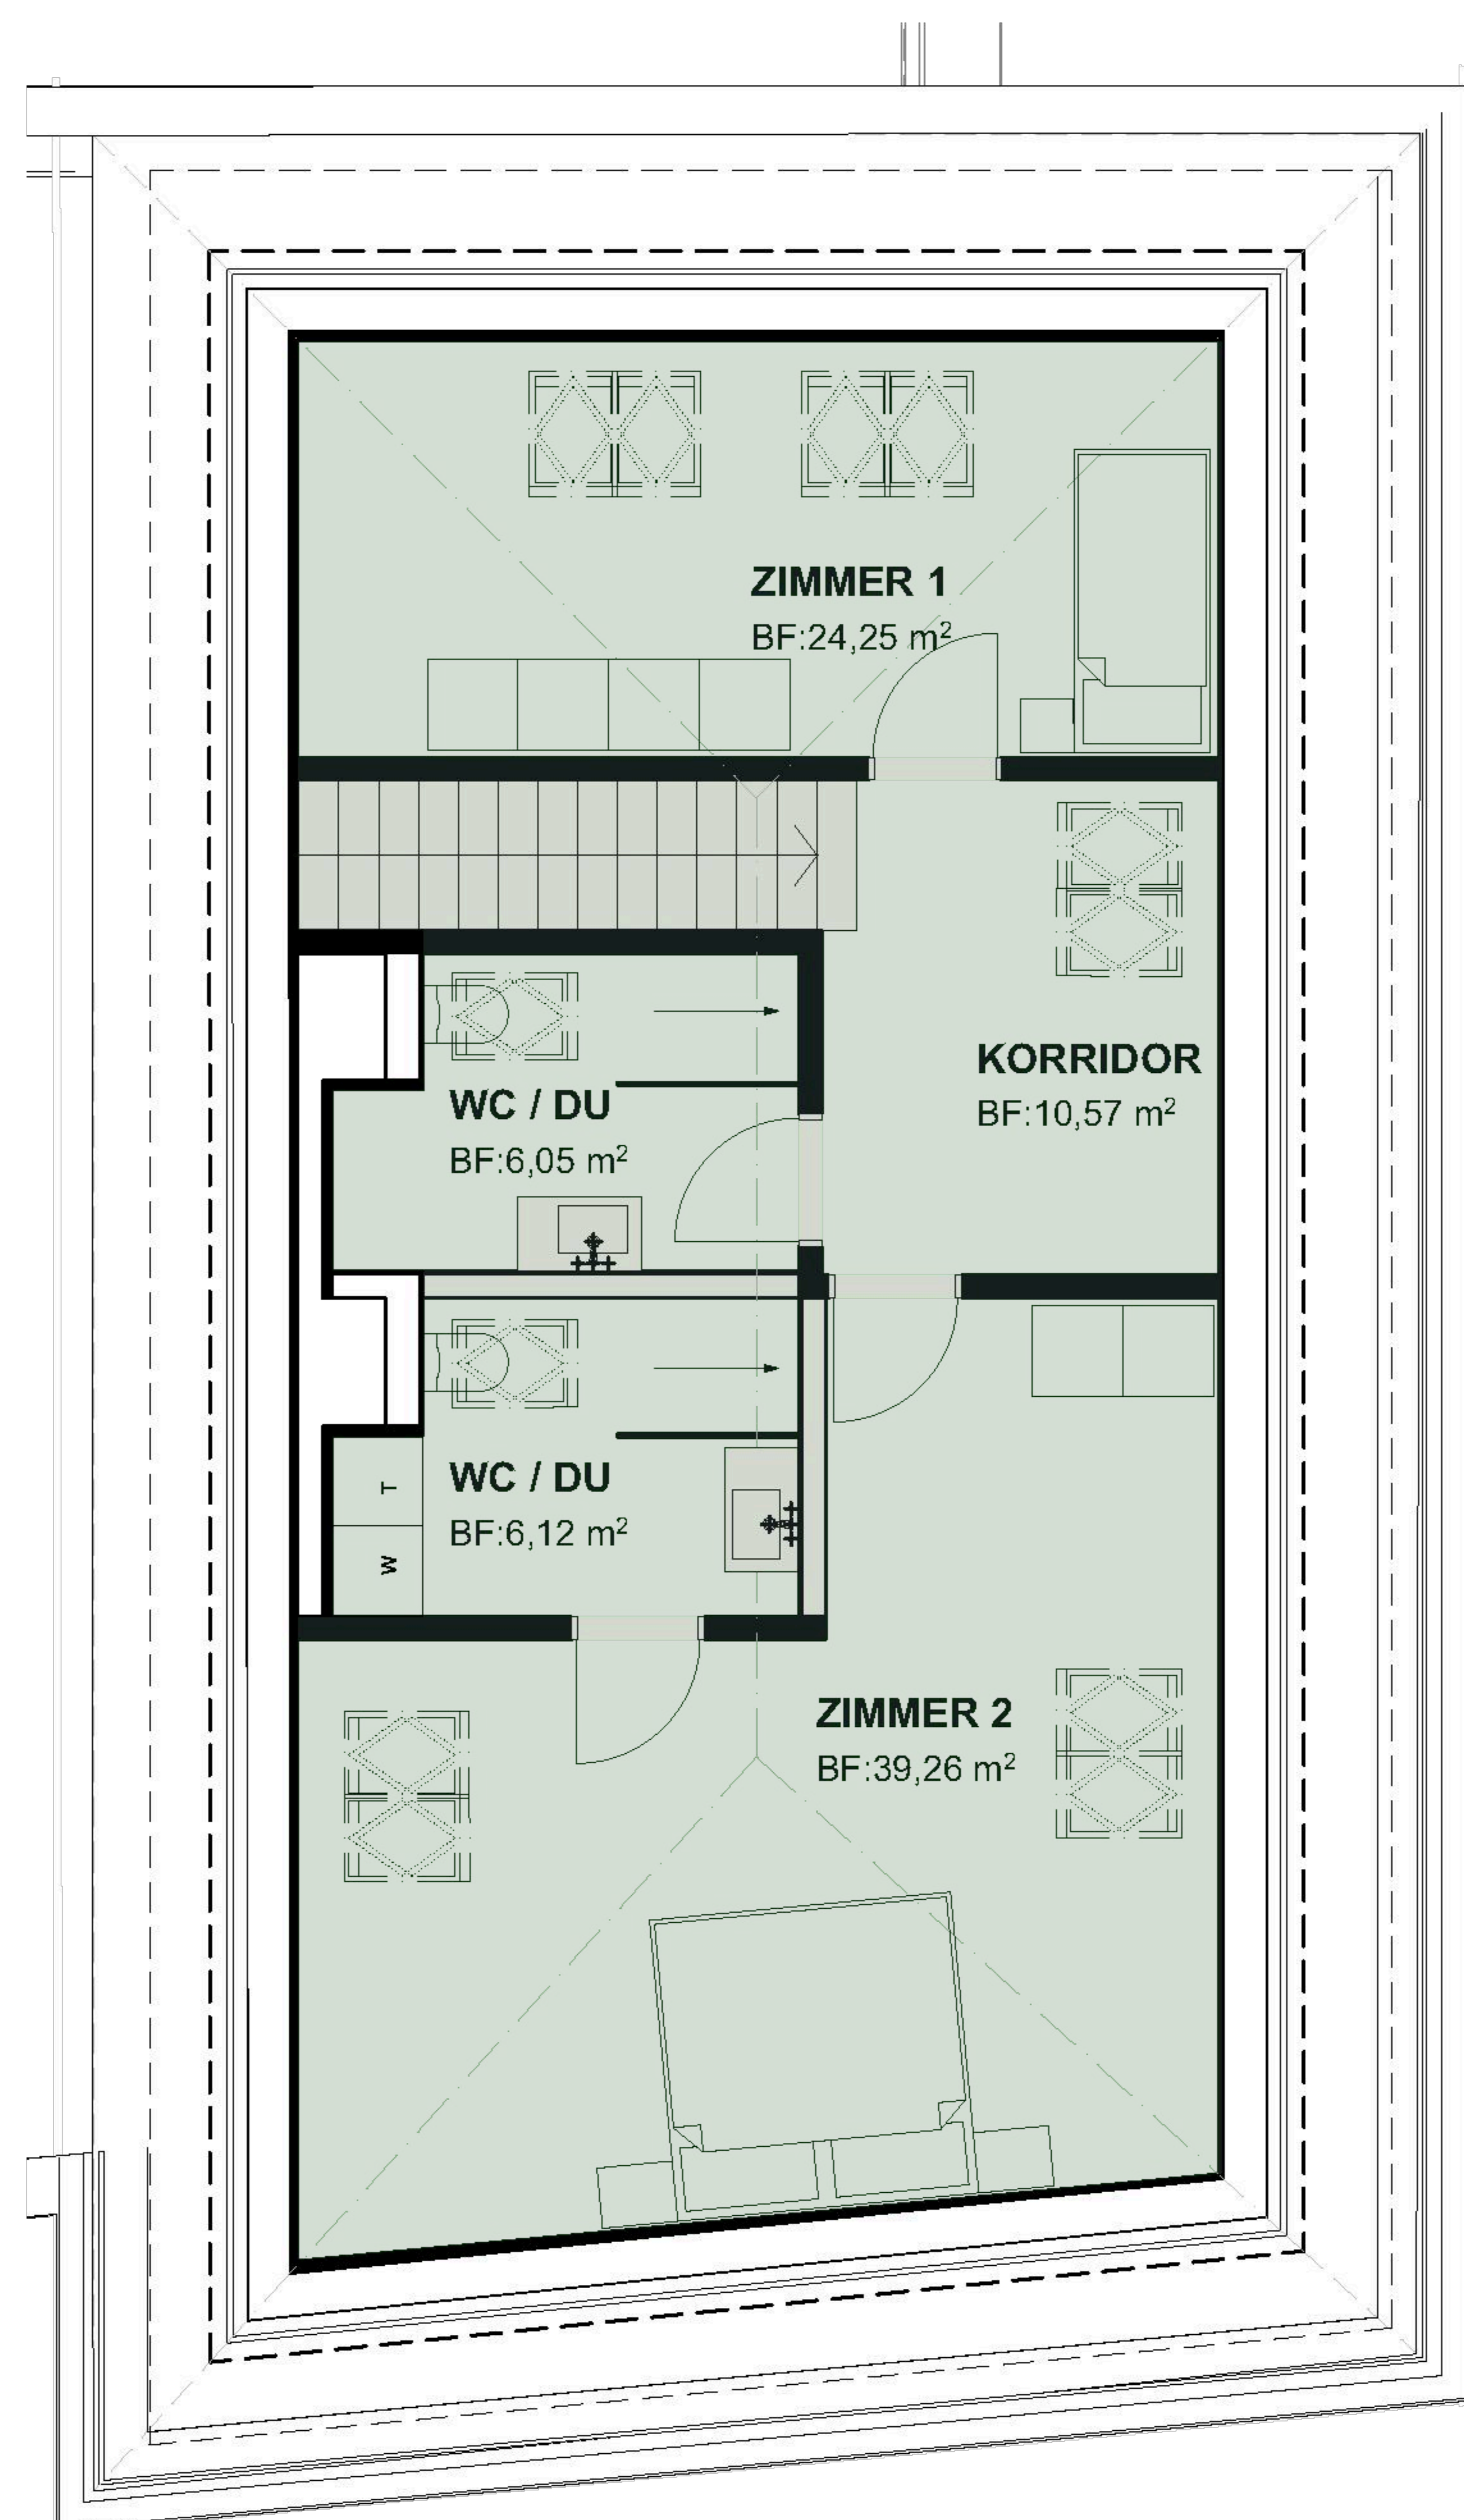 ZIMMER 1
BF:24,25 m²
KORRIDOR
BF:10,57 m²
WC / DU
BF:6,05 m²
WC / DU
BF:6,12 m²
T
W
ZIMMER 2
BF:39,26 m²